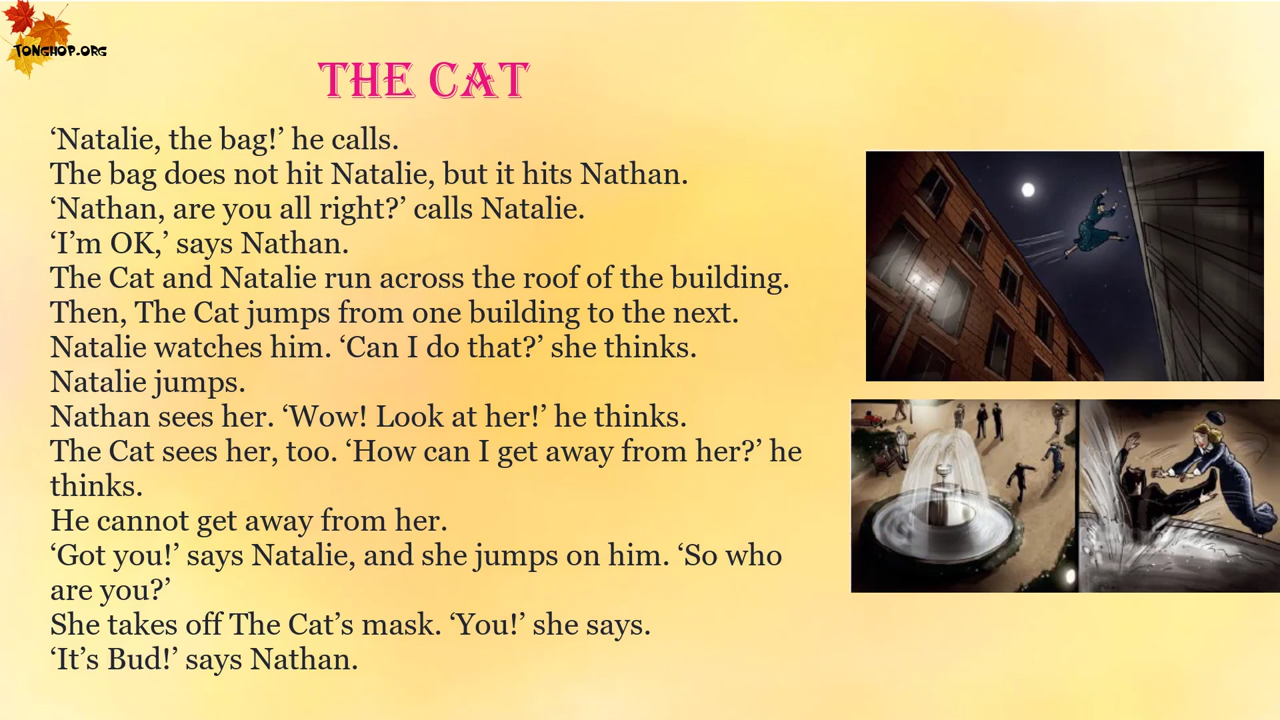 TONGHOP.ORG
THE CAT
‘Natalie, the bag!’ he calls.
The bag does not hit Natalie, but it hits Nathan.
‘Nathan, are you all right?’ calls Natalie.
‘I’m OK,’ says Nathan.
The Cat and Natalie run across the roof of the building.
Then, The Cat jumps from one building to the next.
Natalie watches him. ‘Can I do that?’ she thinks.
Natalie jumps.
Nathan sees her. ‘Wow! Look at her!’ he thinks.
The Cat sees her, too. ‘How can I get away from her?’ he
thinks.
He cannot get away from her.
‘Got you!’ says Natalie, and she jumps on him. ‘So who
are you?’
She takes off The Cat’s mask. ‘You!’ she says.
‘It’s Bud!’ says Nathan.